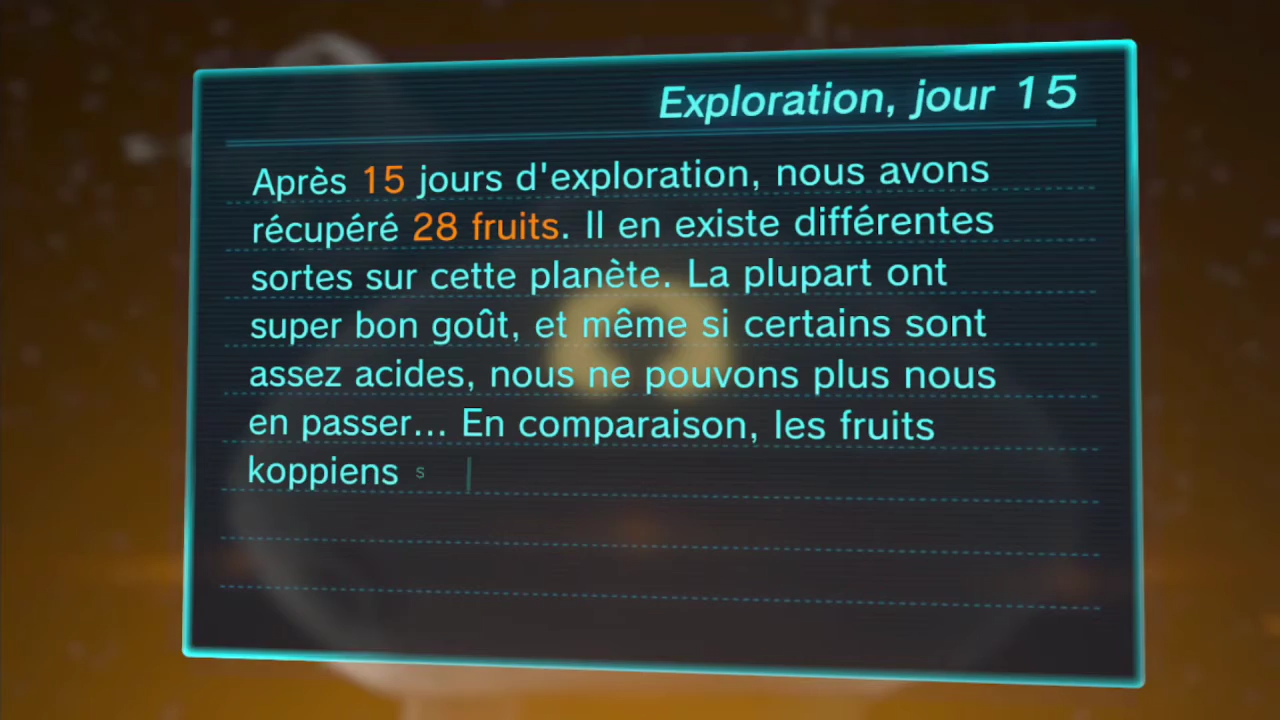 Exploration, jour 15
Après 15 jours d'exploration, nous avons
récupéré 28 fruits. Il en existe différentes
sortes sur cette planète. La plupart ont
super bon goût, et même si certains sont
assez acides, nous ne pouvons plus nous
en passer... En comparaison, les fruits
koppiens s